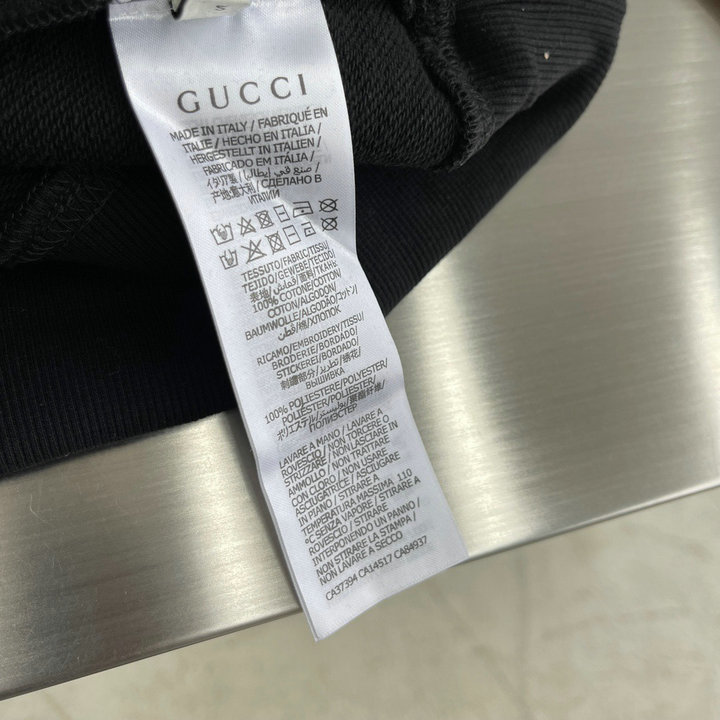 S
GUCCI
MADE IN ITALY / FABRIQUÉ EN
ITALIE / HECHO EN ITALIA /
HERGESTELLT IN ITALIEN /
FABRICADO EM ITÁLIA /
イタリア製 / صنع في إيطاليا /
产地意大利 / СДЕЛАНО В
ИТАЛИИ
TESSUTO/FABRIC/TISSU
TEJIDO/GEWEBE/TECIDO
表地/قماش/面料/ТКАНЬ
100% COTONE/COTTON/
COTON/ALGODON/
BAUMWOLLE/ALGODÃO/コットン/
قطن/棉/ХЛОПОК
RICAMO/EMBROIDERY/TISSU
BRODERIE/BORDADO/
STICKEREI/BORDADO/
刺繍部分/تطريز/绣花/
ВЫШИВКА
100% POLIESTERE/POLYESTER/
POLIÉSTER/POLYESTER/
ポリエステル/بوليستر/聚酯纤维/
ПОЛИЭСТЕР
LAVARE A MANO / LAVARE A
ROVESCIO / NON TORCERE O
STRIZZARE/ NON LASCIARE IN
AMMOLLO / NON TRATTARE
CON CLORO / NON USARE
ASCIUGATRICE / ASCIUGARE
IN PIANO / STIRARE A
TEMPERATURA MASSIMA 110
°C SENZA VAPORE / STIRARE A
ROVESCIO / STIRARE
INTERPONENDO UN PANNO /
NON STIRARE LA STAMPA /
NON LAVARE A SECCO
CA37394 CA14517 CA84937